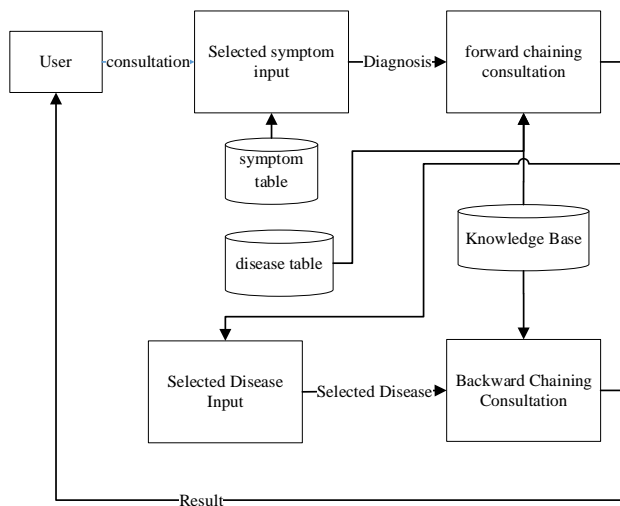 User
consultation
Selected symptom
input
Diagnosis
forward chaining
consultation
symptom
table
disease table
Knowledge Base
Selected Disease
Input
Selected Disease
Backward Chaining
Consultation
Result